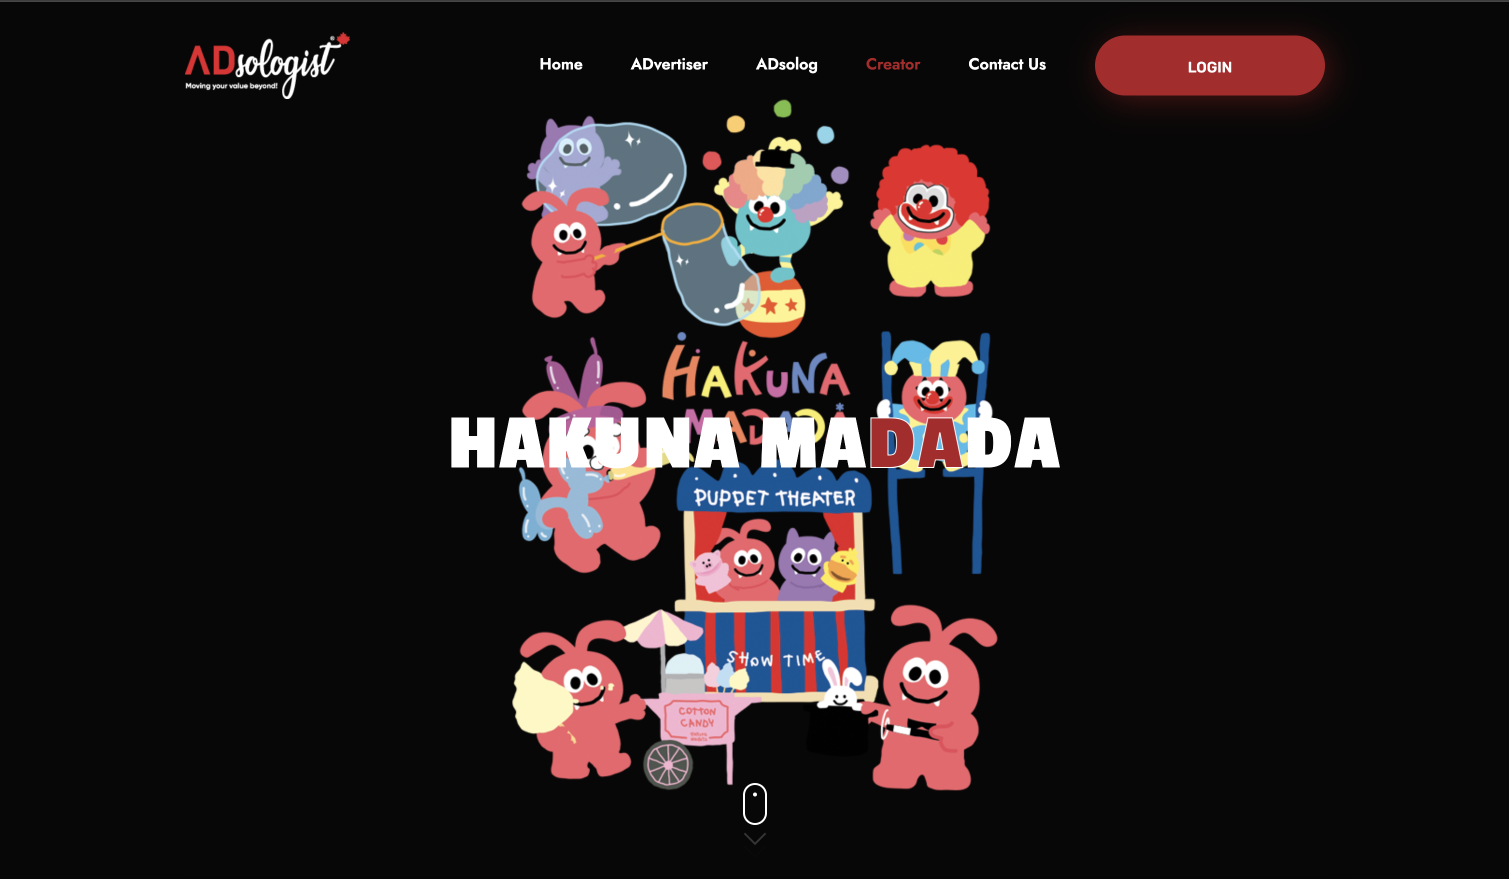 ADsologist®
Moving your value beyond!
Home
ADvertiser
ADsolog
Creator
Contact Us
LOGIN
HAKUNA
MADADA
HAKUNA MADADA
PUPPET THEATER
SHOW TIME
COTTON
CANDY